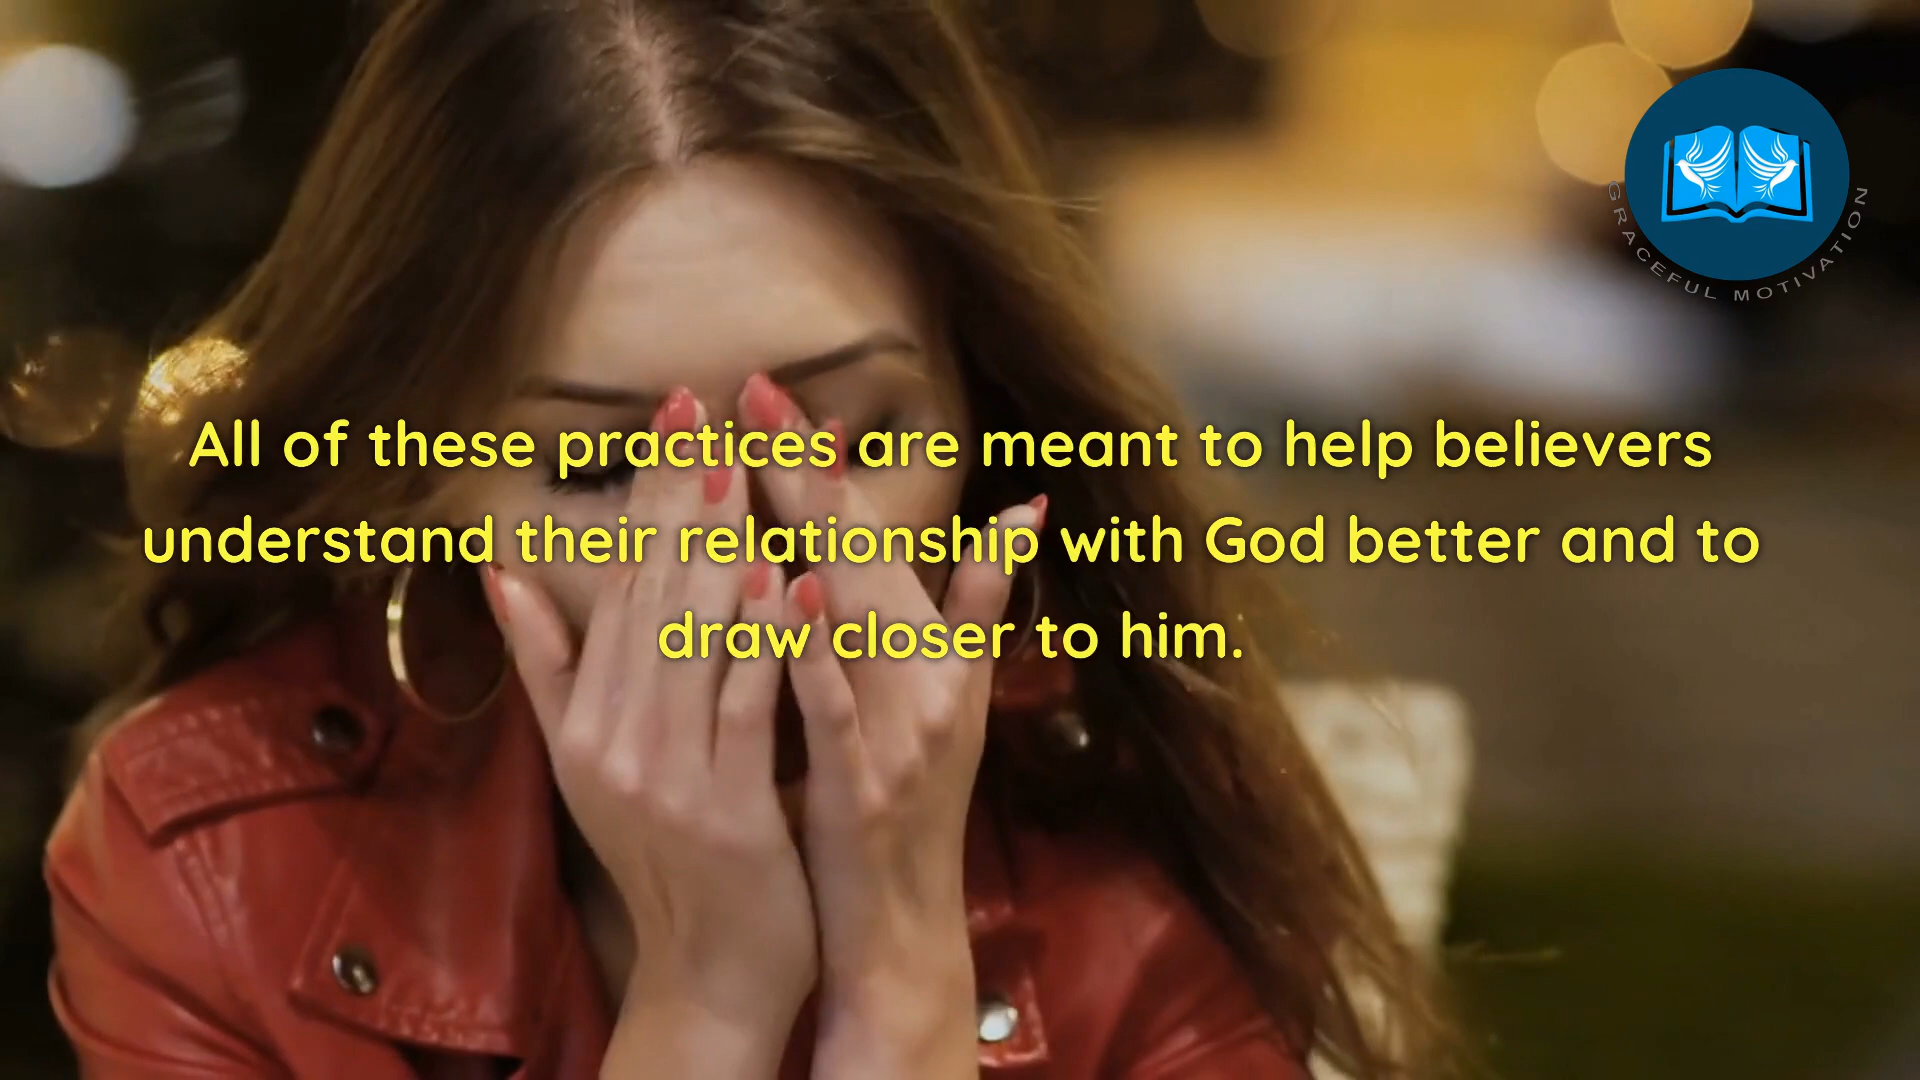 GRACEFUL MOTIVATION
All of these practices are meant to help believers
understand their relationship with God better and to
draw closer to him.